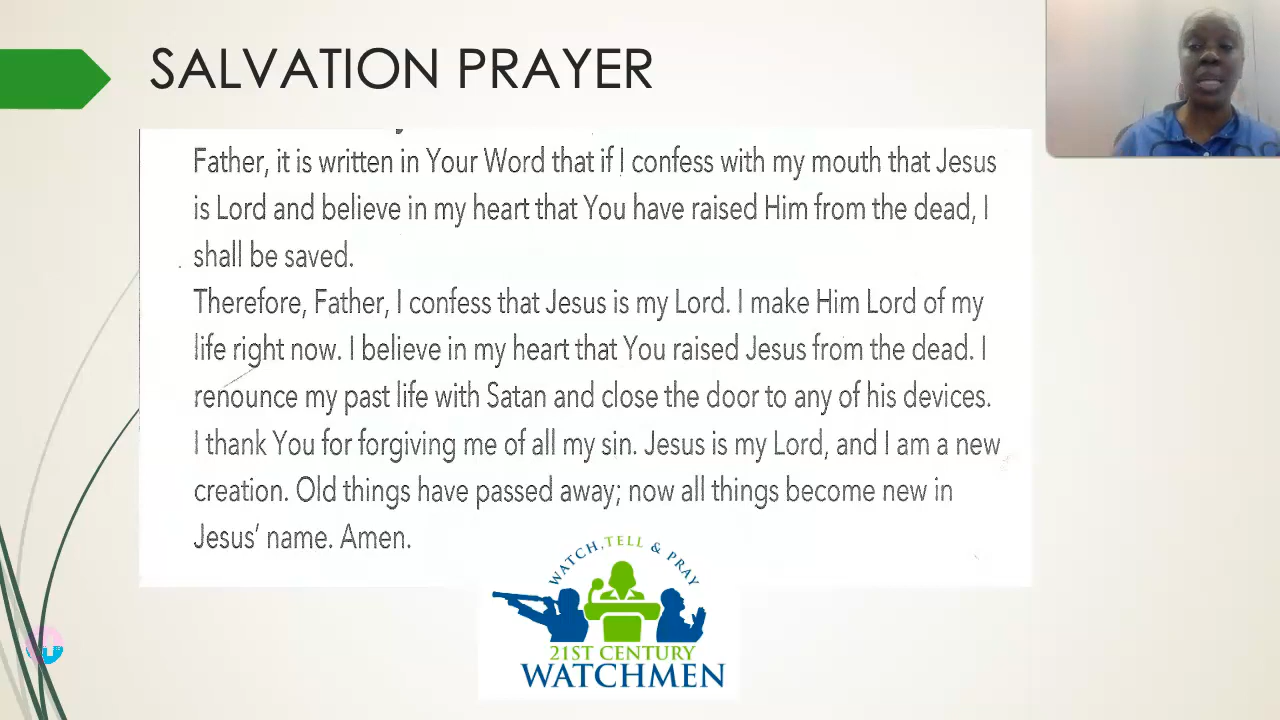 SALVATION PRAYER
Father, it is written in Your Word that if I confess with my mouth that Jesus
is Lord and believe in my heart that You have raised Him from the dead, I
shall be saved.
Therefore, Father, I confess that Jesus is my Lord. I make Him Lord of my
life right now. I believe in my heart that You raised Jesus from the dead. I
renounce my past life with Satan and close the door to any of his devices.
I thank You for forgiving me of all my sin. Jesus is my Lord, and I am a new
creation. Old things have passed away; now all things become new in
Jesus' name. Amen.
WATCH, TELL & PRAY
21ST CENTURY
WATCHMEN